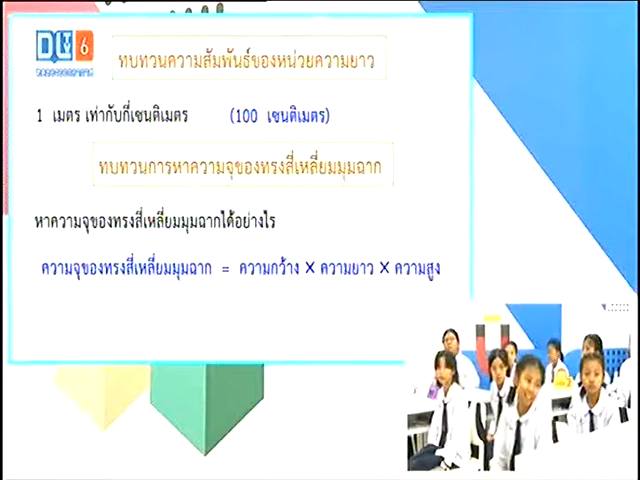 DL 6
ทบทวนความสัมพันธ์ของหน่วยความยาว
1 เมตร เท่ากับกี่เซนติเมตร (100 เซนติเมตร)
ทบทวนการหาความจุของทรงสี่เหลี่ยมมุมฉาก
หาความจุของทรงสี่เหลี่ยมมุมฉากได้อย่างไร
ความจุของทรงสี่เหลี่ยมมุมฉาก = ความกว้าง X ความยาว X ความสูง